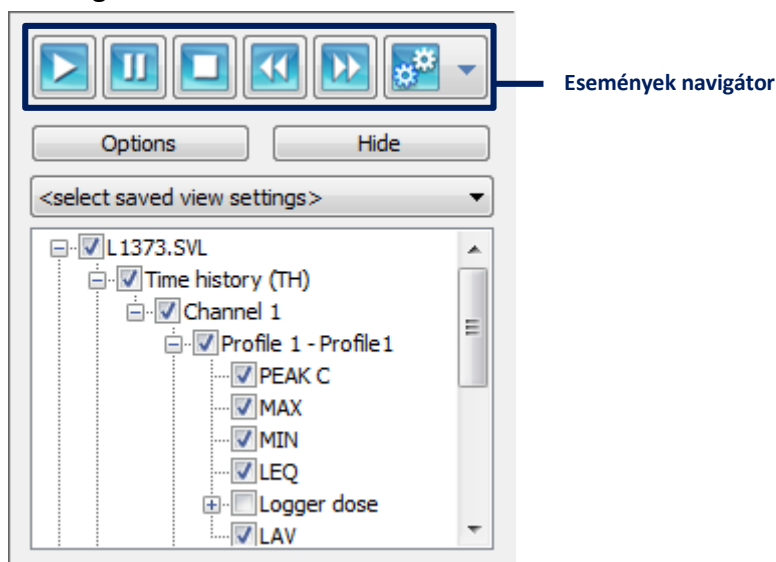 Események navigátor
Options
Hide
<select saved view settings>
L1373.SVL
Time history (TH)
Channel 1
Profile 1 - Profile1
PEAK C
MAX
MIN
LEQ
Logger dose
LAV